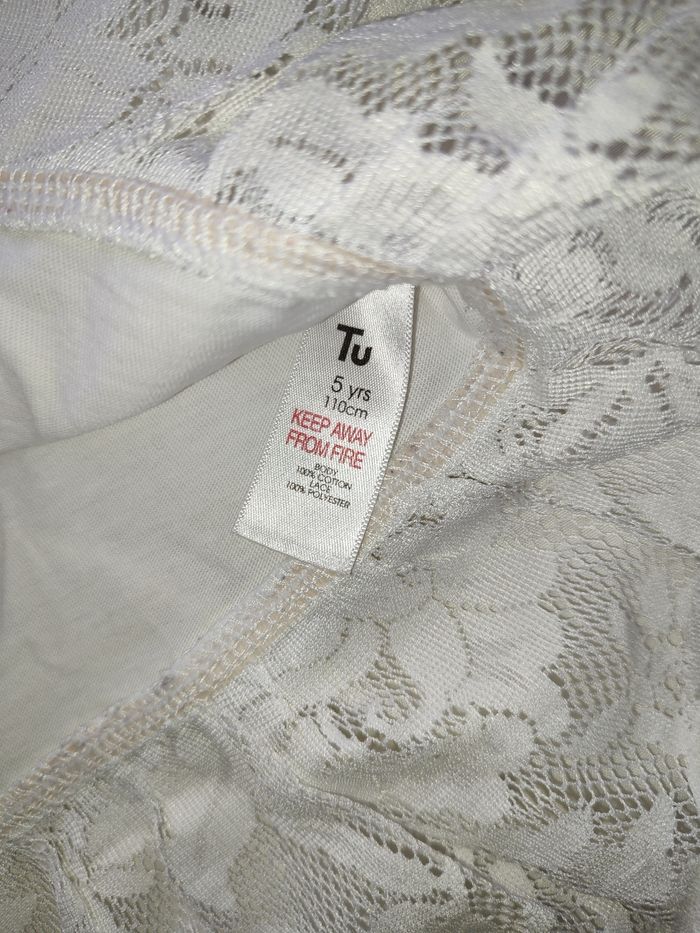 Tu
5 yrs
110cm
KEEP AWAY
FROM FIRE
BODY
100% COTTON
LACE
100% POLYESTER